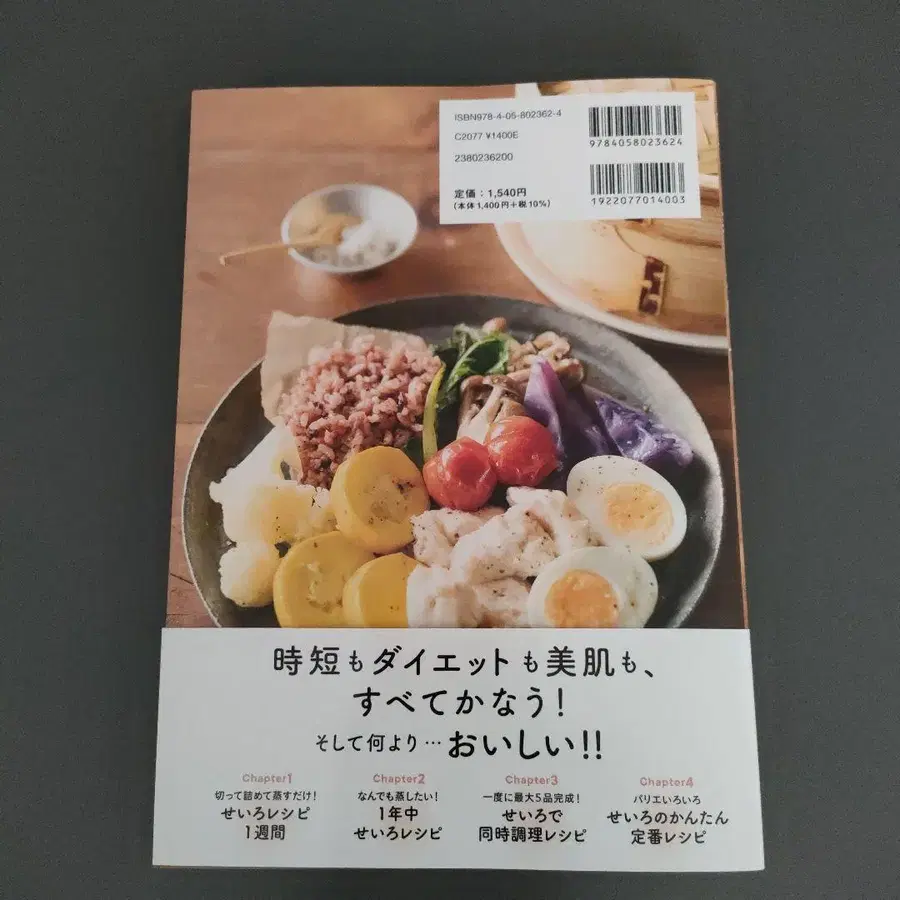 ISBN978-4-05-802362-4
C2077 ¥1400E
2380236200
定価：1,540円
(本体1,400円+税10%)
9784058023624
1922077014003
時短もダイエットも美肌も、
すべてかなう!
そして何より…おいしい!!
Chapter1
切って詰めて蒸すだけ!
せいろレシピ
1週間
Chapter2
なんでも蒸したい!
1年中
せいろレシピ
Chapter3
一度に最大5品完成!
せいろで
同時調理レシピ
Chapter4
バリエいろいろ
せいろのかんたん
定番レシピ